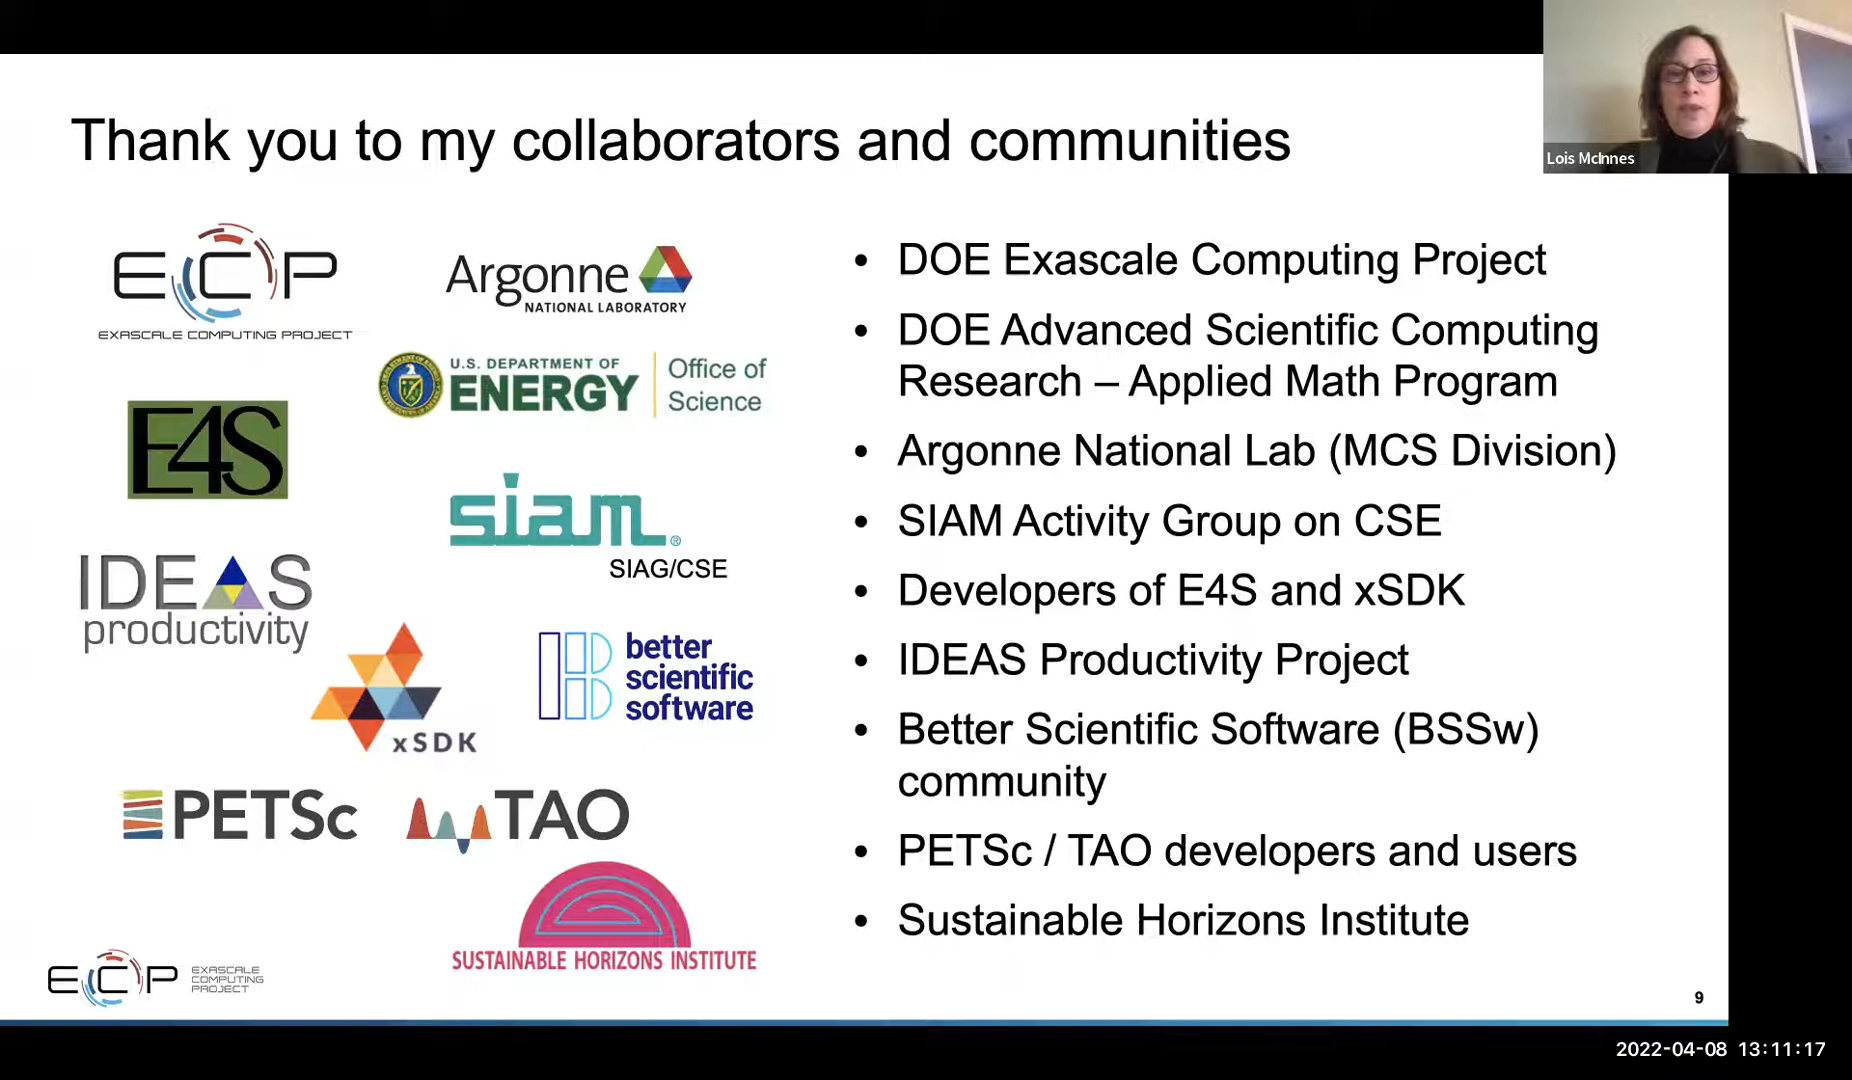 Lois McInnes
Thank you to my collaborators and communities
ECP
EXASCALE COMPUTING PROJECT
Argonne
NATIONAL LABORATORY
U.S. DEPARTMENT OF
ENERGY
Office of
Science
E4S
siam®
SIAG/CSE
IDEAS
productivity
xSDK
better
scientific
software
PETSc
TAO
SUSTAINABLE HORIZONS INSTITUTE
• DOE Exascale Computing Project
• DOE Advanced Scientific Computing
Research – Applied Math Program
• Argonne National Lab (MCS Division)
• SIAM Activity Group on CSE
• Developers of E4S and xSDK
• IDEAS Productivity Project
• Better Scientific Software (BSSw)
community
• PETSc / TAO developers and users
• Sustainable Horizons Institute
ECP
EXASCALE
COMPUTING
PROJECT
9
2022-04-08 13:11:17